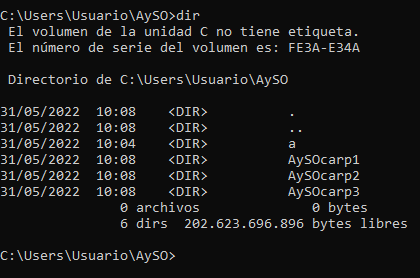 C:\Users\Usuario\AySO>dir
 El volumen de la unidad C no tiene etiqueta.
 El número de serie del volumen es: FE3A-E34A

 Directorio de C:\Users\Usuario\AySO

31/05/2022  10:08    <DIR>          .
31/05/2022  10:08    <DIR>          ..
31/05/2022  10:04    <DIR>          a
31/05/2022  10:08    <DIR>          AySOcarp1
31/05/2022  10:08    <DIR>          AySOcarp2
31/05/2022  10:08    <DIR>          AySOcarp3
               0 archivos              0 bytes
               6 dirs  202.623.696.896 bytes libres

C:\Users\Usuario\AySO>